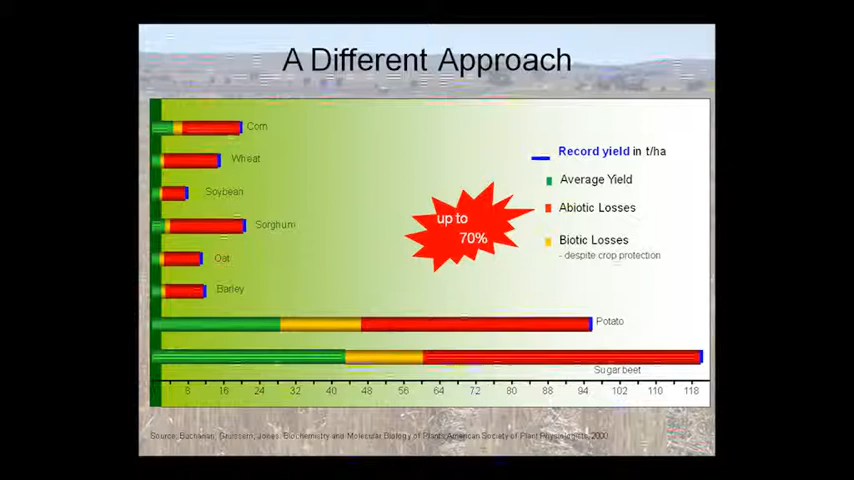 A Different Approach
Corn
Wheat
Soybean
Sorghum
Oat
Barley
Potato
Sugar beet
Record yield in t/ha
Average Yield
Abiotic Losses
Biotic Losses
- despite crop protection
up to
70%
8 16 24 32 40 48 56 64 72 80 88 94 102 110 118
Source: Buchanan, Gruissem, Jones: Biochemistry and Molecular Biology of Plants; American Society of Plant Physiologists, 2000